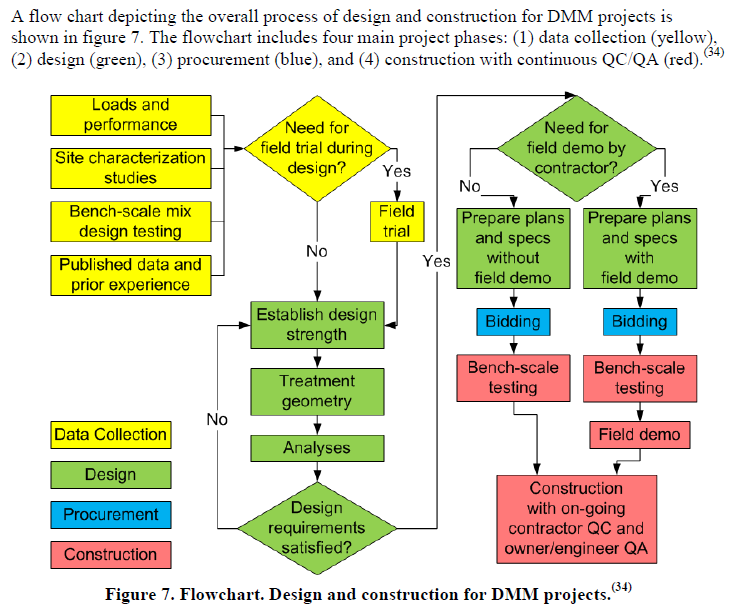 A flow chart depicting the overall process of design and construction for DMM projects is
shown in figure 7. The flowchart includes four main project phases: (1) data collection (yellow),
(2) design (green), (3) procurement (blue), and (4) construction with continuous QC/QA (red).(34)
Loads and
performance
Site characterization
studies
Bench-scale mix
design testing
Published data and
prior experience
Need for
field trial during
design?
Yes
Field
trial
No
Establish design
strength
Treatment
geometry
Analyses
Design
requirements
satisfied?
No
Yes
Need for
field demo by
contractor?
No
Yes
Prepare plans
and specs
without
field demo
Prepare plans
and specs
with
field demo
Bidding
Bidding
Bench-scale
testing
Bench-scale
testing
Field demo
Construction
with on-going
contractor QC and
owner/engineer QA
Data Collection
Design
Procurement
Construction
Figure 7. Flowchart. Design and construction for DMM projects.(34)